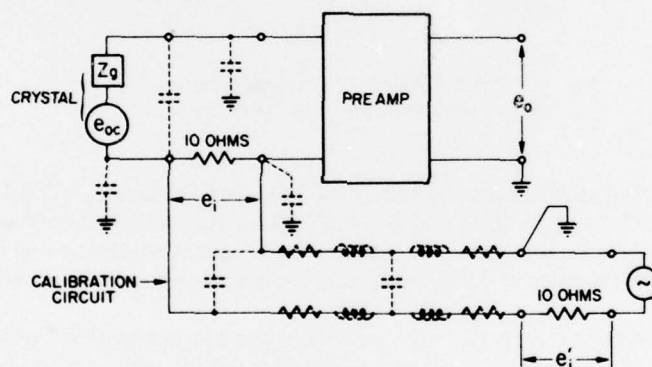 Zg
CRYSTAL
eoc
10 OHMS
PREAMP
eo
ei
CALIBRATION
CIRCUIT
10 OHMS
e'i
~